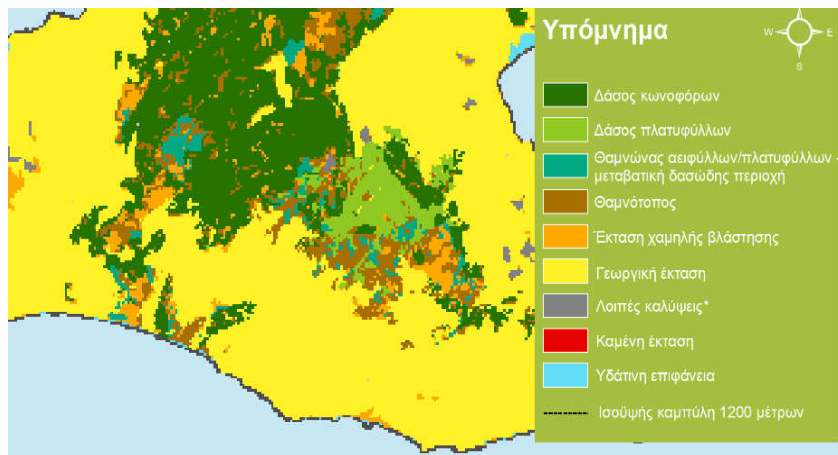 Υπόμνημα
W E
S
Δάσος κωνοφόρων
Δάσος πλατυφύλλων
Θαμνώνας αειφύλλων/πλατυφύλλων -
μεταβατική δασώδης περιοχή
Θαμνότοπος
Έκταση χαμηλής βλάστησης
Γεωργική έκταση
Λοιπές καλύψεις*
Καμένη έκταση
Υδάτινη επιφάνεια
Ισοϋψής καμπύλη 1200 μέτρων